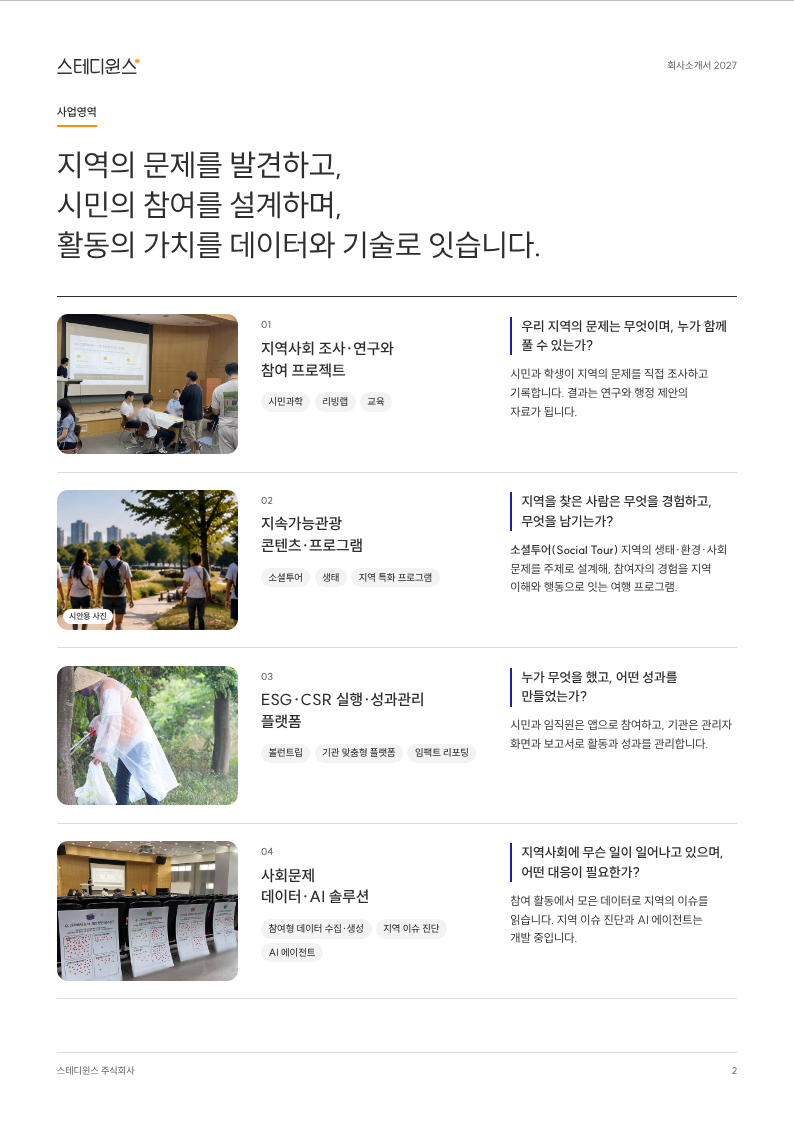 스테디원스
회사소개서 2027
사업영역
지역의 문제를 발견하고,
시민의 참여를 설계하며,
활동의 가치를 데이터와 기술로 잇습니다.
01
지역사회 조사·연구와
참여 프로젝트
시민과학 리빙랩 교육
우리 지역의 문제는 무엇이며, 누가 함께
풀 수 있는가?
시민과 학생이 지역의 문제를 직접 조사하고
기록합니다. 결과는 연구와 행정 제안의
자료가 됩니다.
시안용 사진
02
지속가능관광
콘텐츠·프로그램
소셜투어 생태 지역 특화 프로그램
지역을 찾은 사람은 무엇을 경험하고,
무엇을 남기는가?
소셜투어(Social Tour) 지역의 생태·환경·사회
문제를 주제로 설계해, 참여자의 경험을 지역
이해와 행동으로 잇는 여행 프로그램.
03
ESG·CSR 실행·성과관리
플랫폼
볼런트립 기관 맞춤형 플랫폼 임팩트 리포팅
누가 무엇을 했고, 어떤 성과를
만들었는가?
시민과 임직원은 앱으로 참여하고, 기관은 관리자
화면과 보고서로 활동과 성과를 관리합니다.
04
사회문제
데이터·AI 솔루션
참여형 데이터 수집·생성 지역 이슈 진단
AI 에이전트
지역사회에 무슨 일이 일어나고 있으며,
어떤 대응이 필요한가?
참여 활동에서 모은 데이터로 지역의 이슈를
읽습니다. 지역 이슈 진단과 AI 에이전트는
개발 중입니다.
스테디원스 주식회사
2